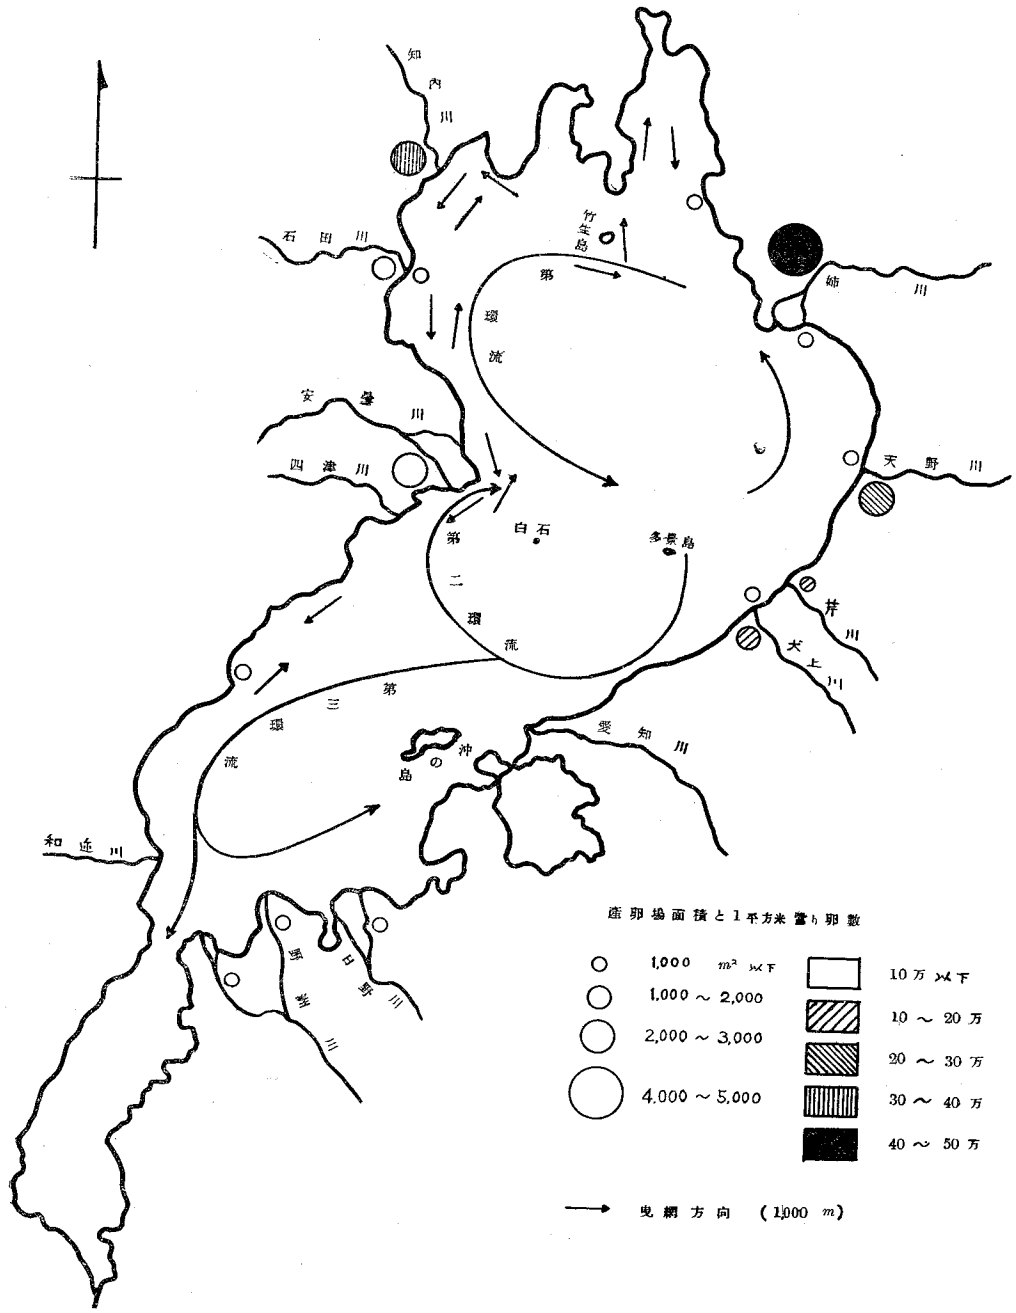 知内川
石田川
竹生島
第環流
姉川
安曇川
四津川
天野川
白石
多景島
第二環流
芹川
犬上川
第三環流
沖の島
愛知川
和迩川
野洲川
日野川
産卵場面積と1平方米當り卵数
1,000 m² 以下
1,000～2,000
2,000～3,000
4,000～5,000
10万以下
10～20万
20～30万
30～40万
40～50万
曳網方向 (1,000 m)